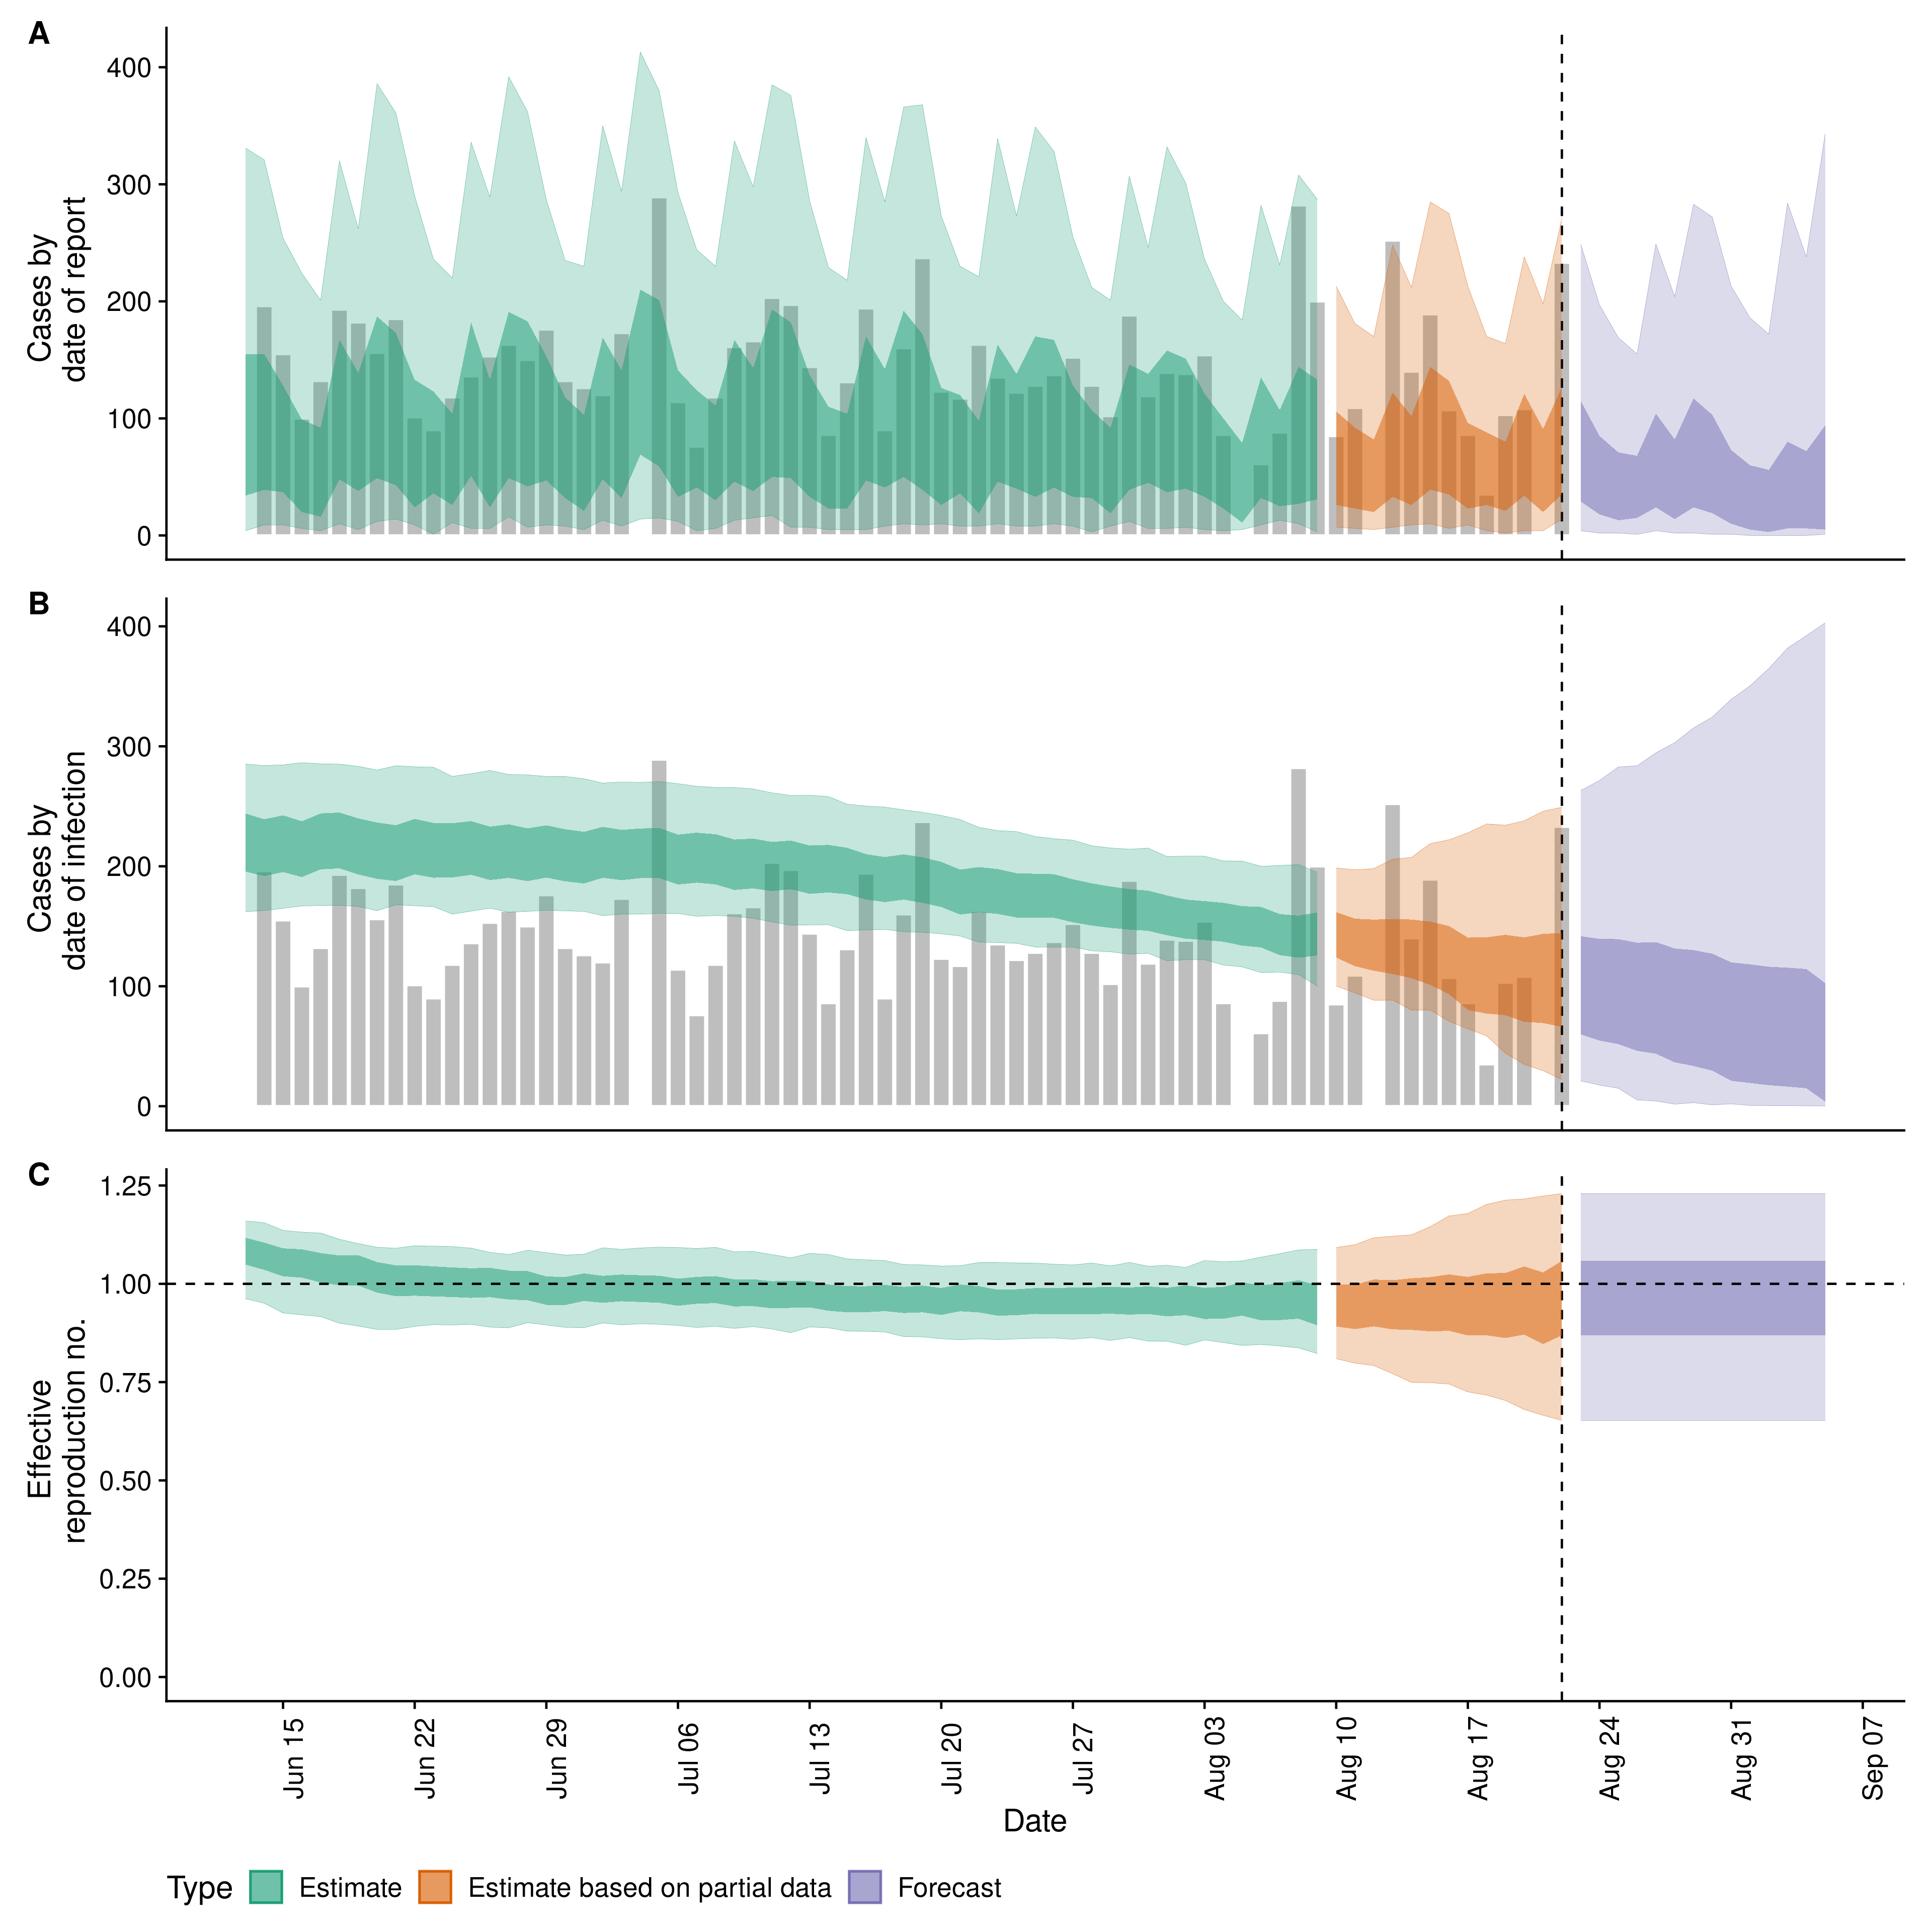 A
400
300
200
100
0
Cases by
date of report
B
400
300
200
100
0
Cases by
date of infection
C
1.25
1.00
0.75
0.50
0.25
0.00
Effective
reproduction no.
Jun 15
Jun 22
Jun 29
Jul 06
Jul 13
Jul 20
Jul 27
Aug 03
Aug 10
Aug 17
Aug 24
Aug 31
Sep 07
Date
Type Estimate Estimate based on partial data Forecast